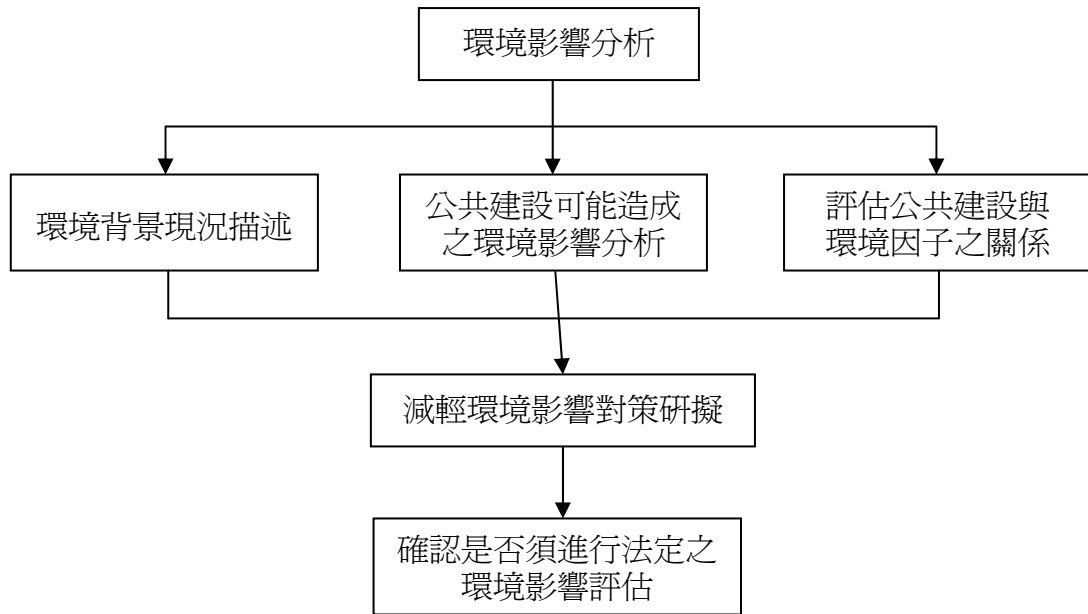 環境影響分析
環境背景現況描述
公共建設可能造成
之環境影響分析
評估公共建設與
環境因子之關係
減輕環境影響對策研擬
確認是否須進行法定之
環境影響評估